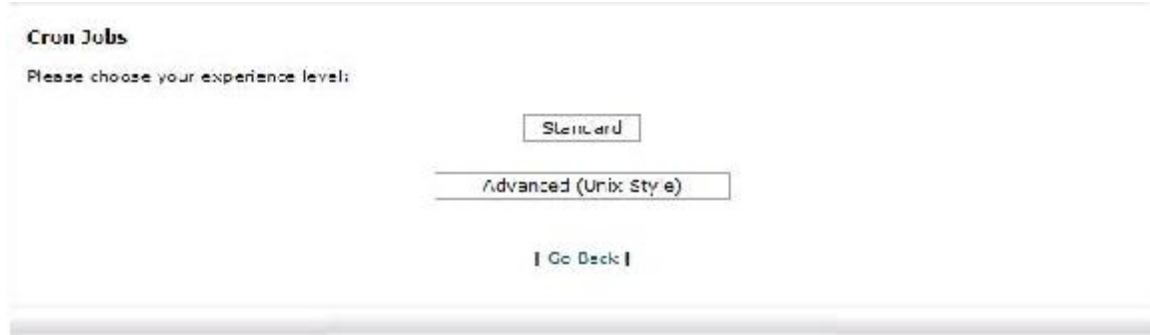 Cron Jobs
Please choose your experience level:
Standard
Advanced (Unix Style)
[ Go Back ]